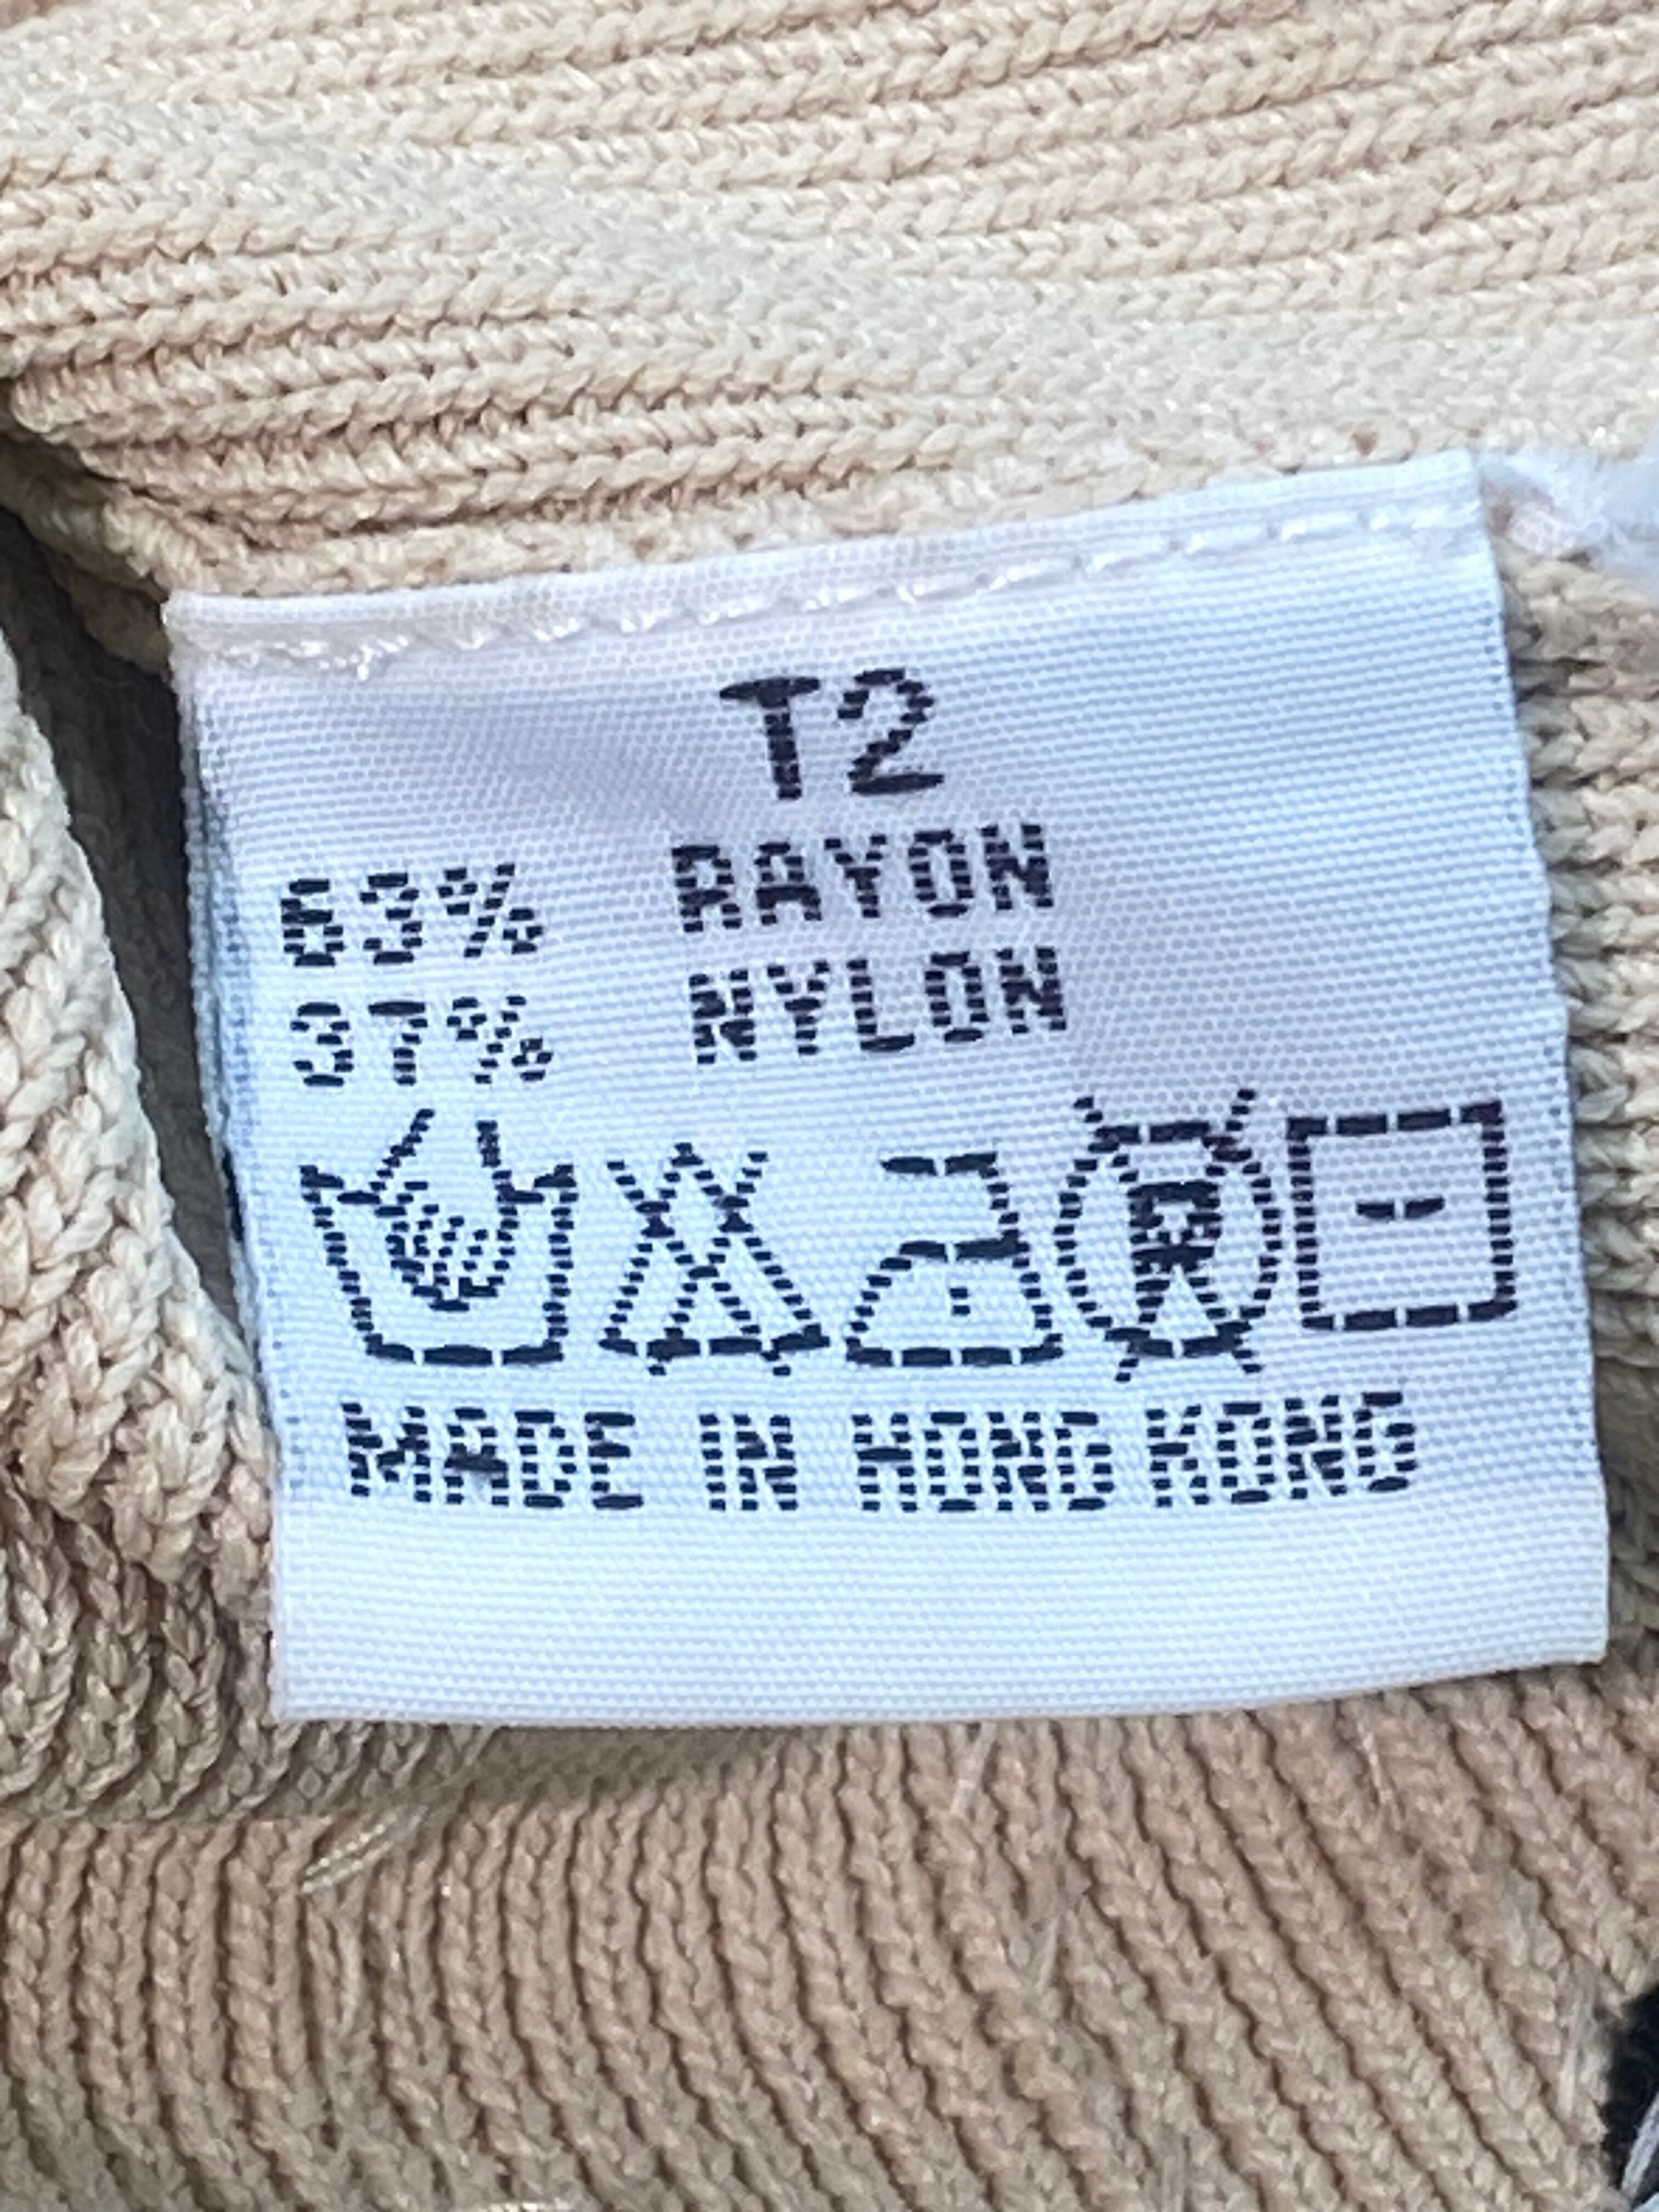 T2
63% RAYON
37% NYLON
P
MADE IN HONG KONG